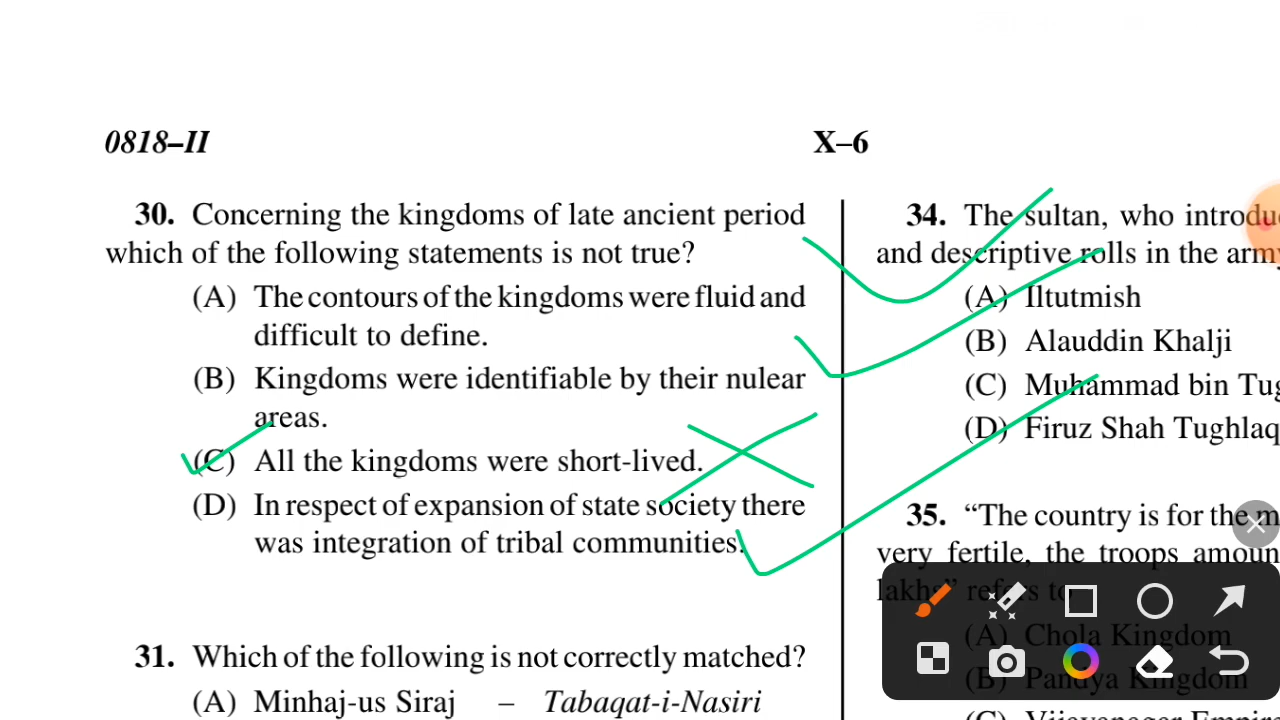 0818–II
X–6
30. Concerning the kingdoms of late ancient period
which of the following statements is not true?
(A) The contours of the kingdoms were fluid and
difficult to define.
(B) Kingdoms were identifiable by their nulear
areas.
(C) All the kingdoms were short-lived.
(D) In respect of expansion of state society there
was integration of tribal communities.
31. Which of the following is not correctly matched?
(A) Minhaj-us Siraj – Tabaqat-i-Nasiri
34. The sultan, who introdu
and descriptive rolls in the army
(A) Iltutmish
(B) Alauddin Khalji
(C) Muhammad bin Tug
(D) Firuz Shah Tughlaq
35. “The country is for the m
very fertile, the troops amoun
lakhs” refers to
(A) Chola Kingdom
(B) Pandya Kingdom
(C) Vijayanagar Empire